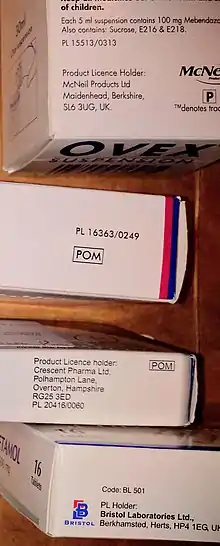 of children.
Each 5 ml suspension contains 100 mg Mebendazo
Also contains: Sucrose, E216 & E218.
PL 15513/0313
30ml
Product Licence Holder:
McNeil Products Ltd
Maidenhead, Berkshire,
SL6 3UG, UK.
McNeil
P
™denotes trad
OVEX
SUSPENSION
PL 16363/0249
POM
Product Licence holder:
Crescent Pharma Ltd,
Polhampton Lane,
Overton, Hampshire
RG25 3ED
PL 20416/0060
POM
ETAMOL
16
Tablets
Code: BL 501
BRISTOL
PL Holder:
Bristol Laboratories Ltd.,
Berkhamsted, Herts, HP4 1EG, U